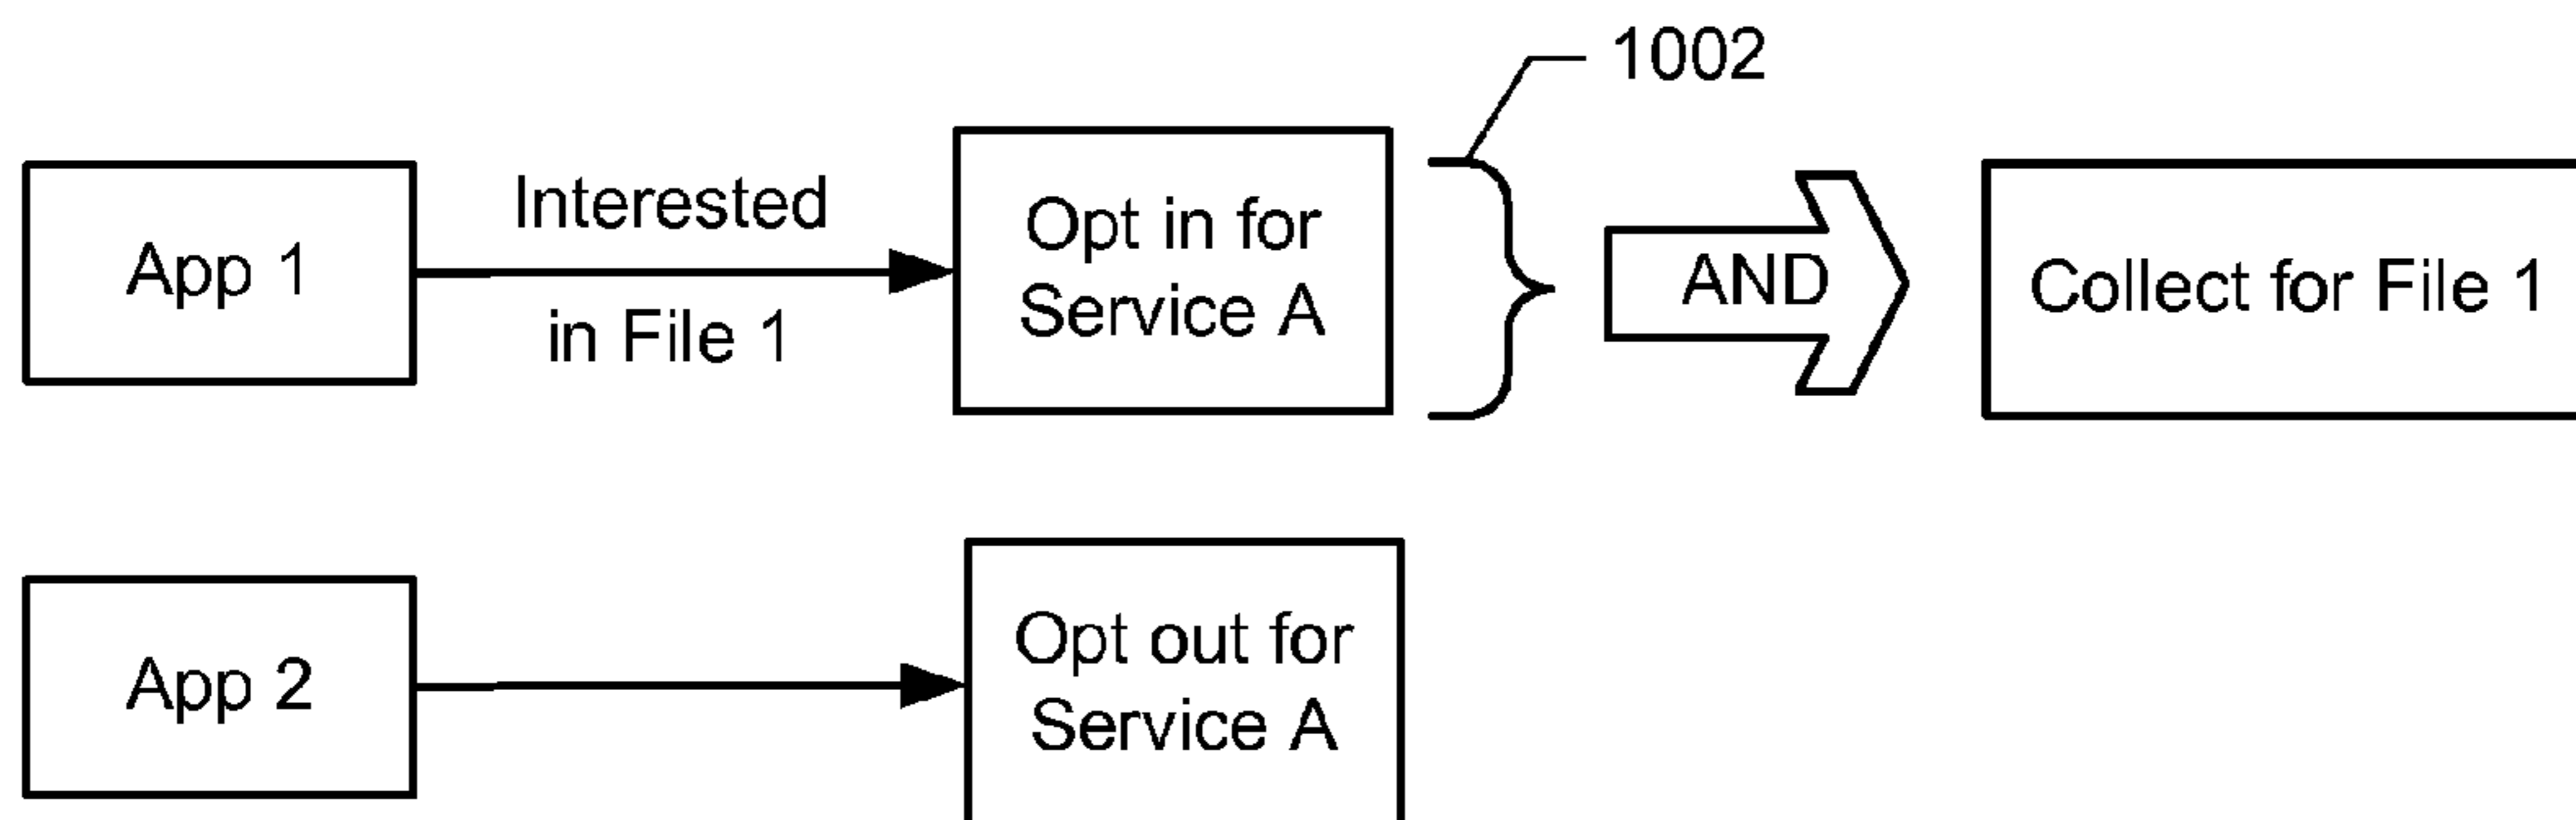 1002
App 1
Interested
in File 1
Opt in for
Service A
AND
Collect for File 1
App 2
Opt out for
Service A